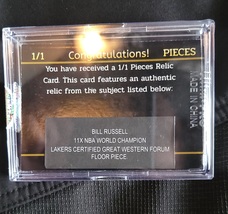 1/1 Congratulations! PIECES
You have received a 1/1 Pieces Relic
Card. This card features an authentic
relic from the subject listed below:
BILL RUSSELL
11X NBA WORLD CHAMPION
LAKERS CERTIFIED GREAT WESTERN FORUM
FLOOR PIECE
MADE IN CHINA